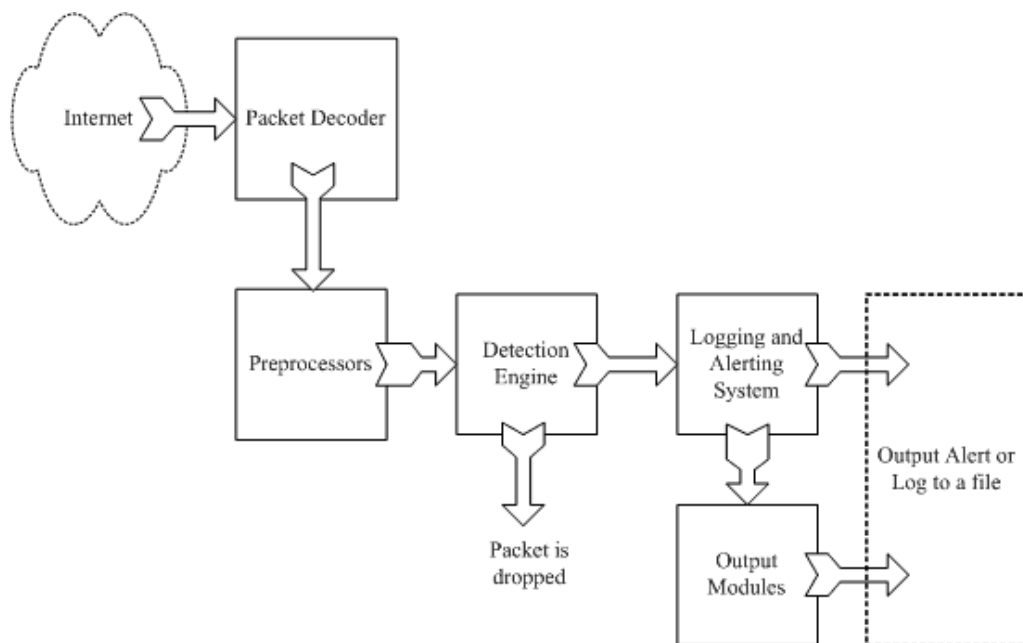 Internet
Packet Decoder
Preprocessors
Detection
Engine
Logging and
Alerting
System
Output Alert or
Log to a file
Packet is
dropped
Output
Modules